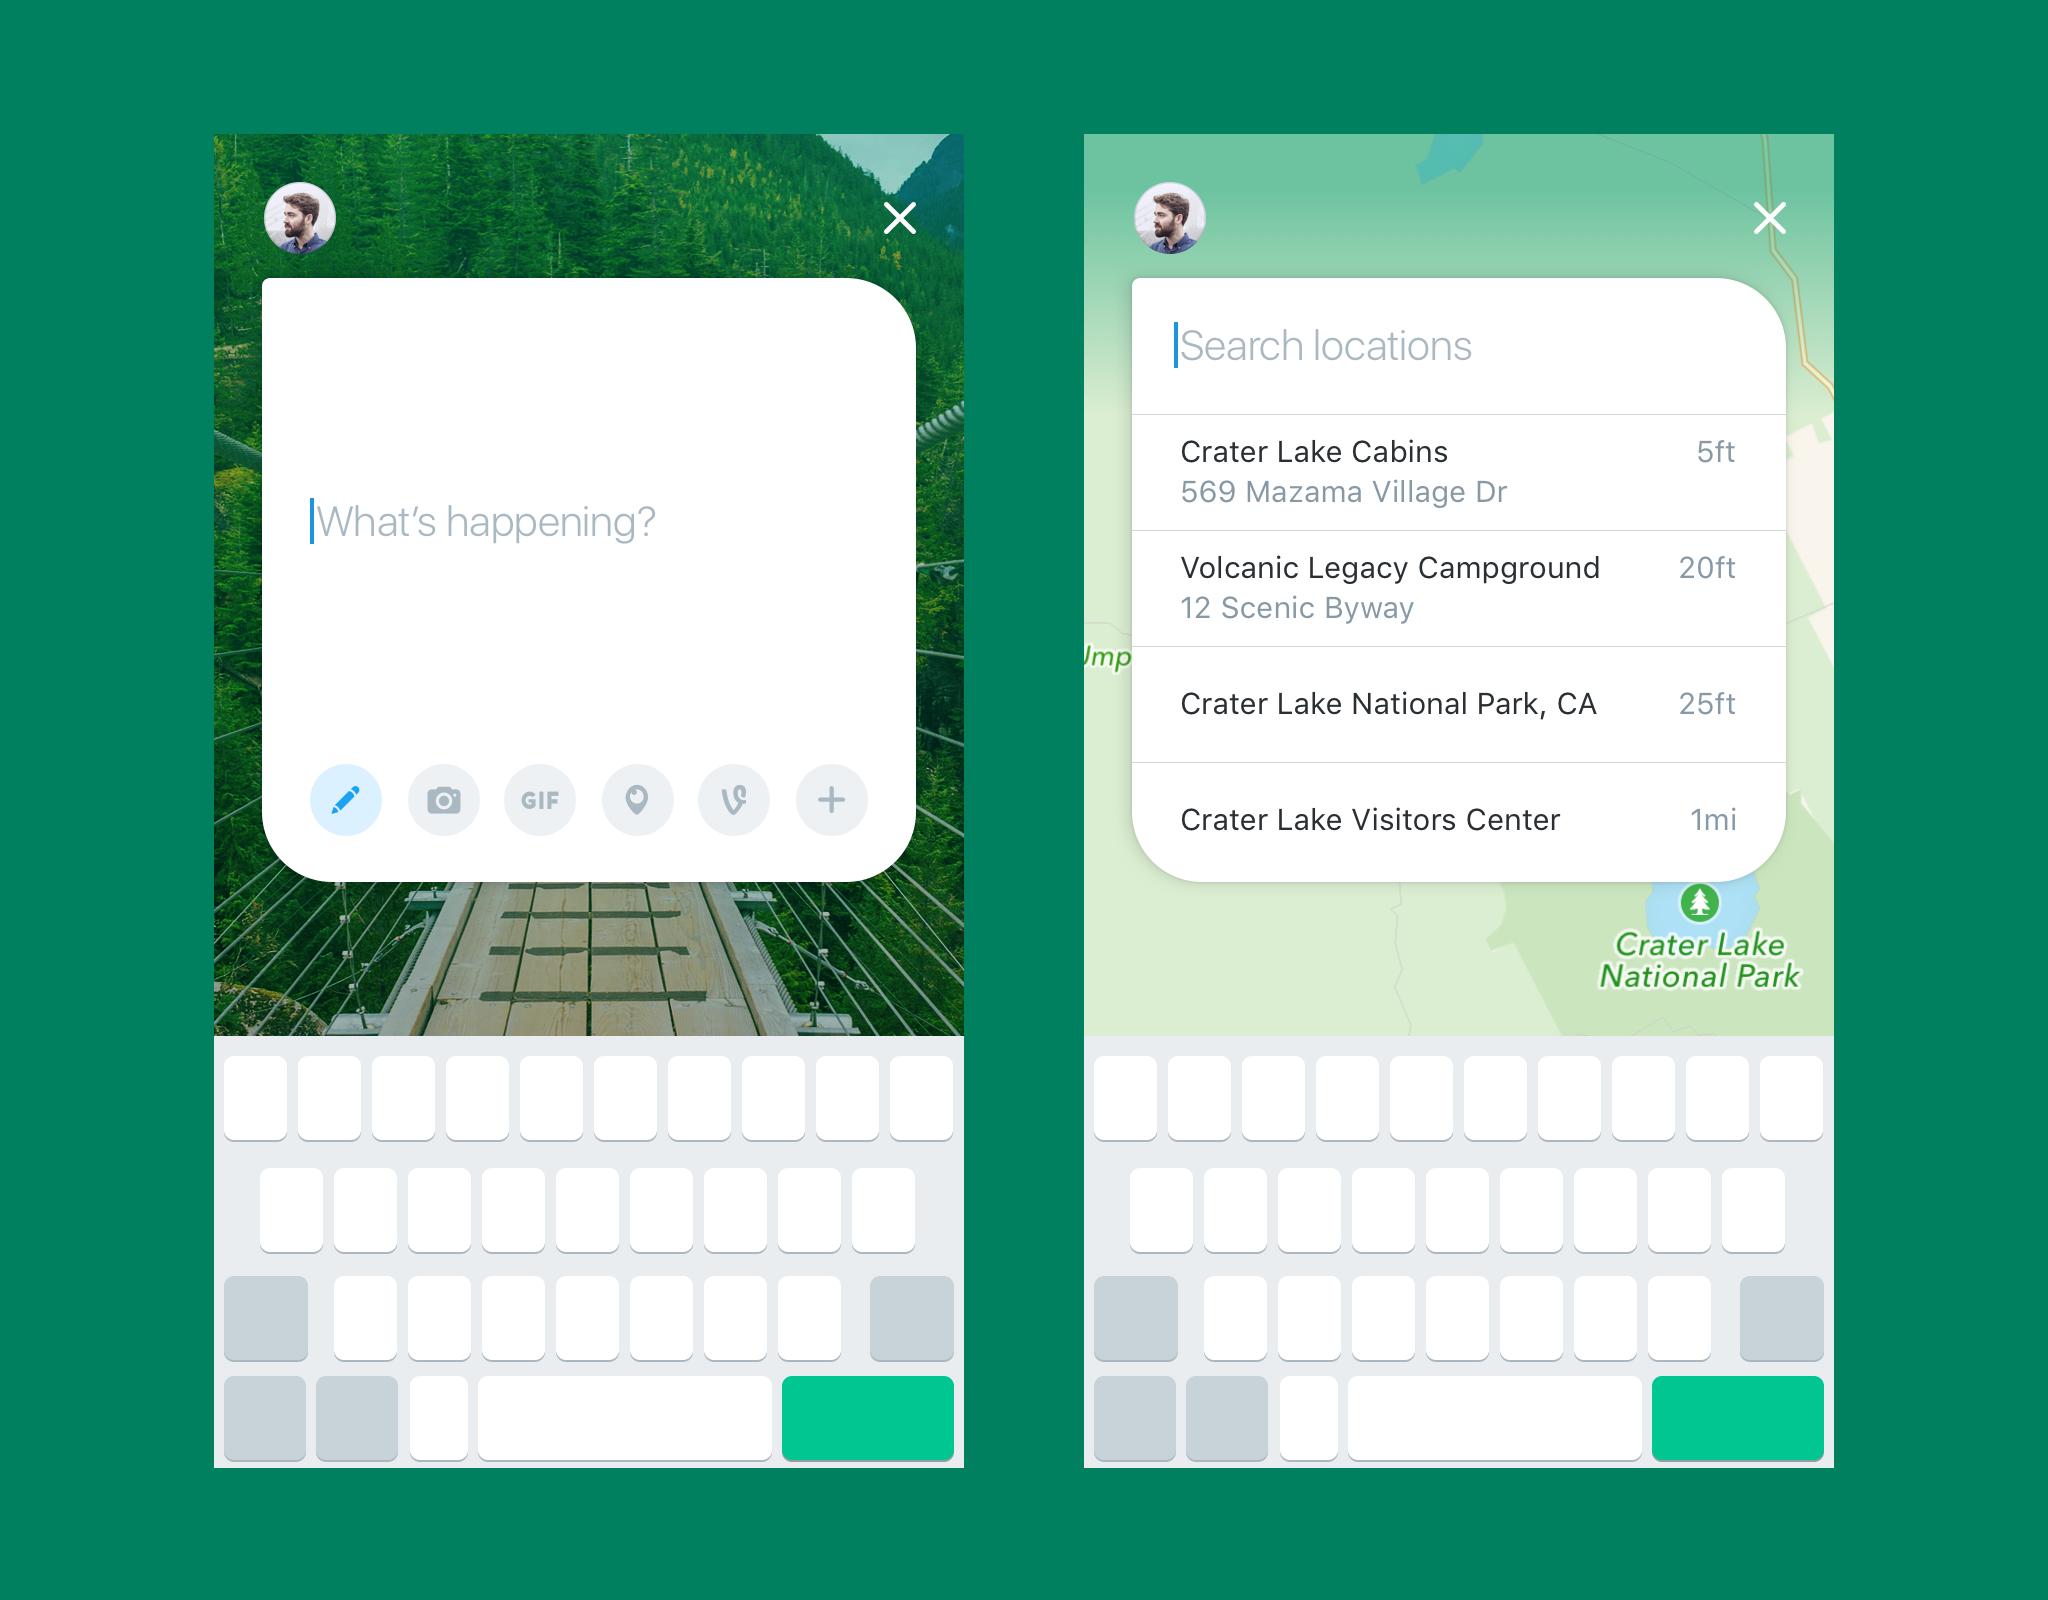 What‘s happening?
GIF
Search locations
Crater Lake Cabins 5ft
569 Mazama Village Dr
Volcanic Legacy Campground 20ft
12 Scenic Byway
Ump
Crater Lake National Park, CA 25ft
Crater Lake Visitors Center 1mi
Crater Lake
National Park